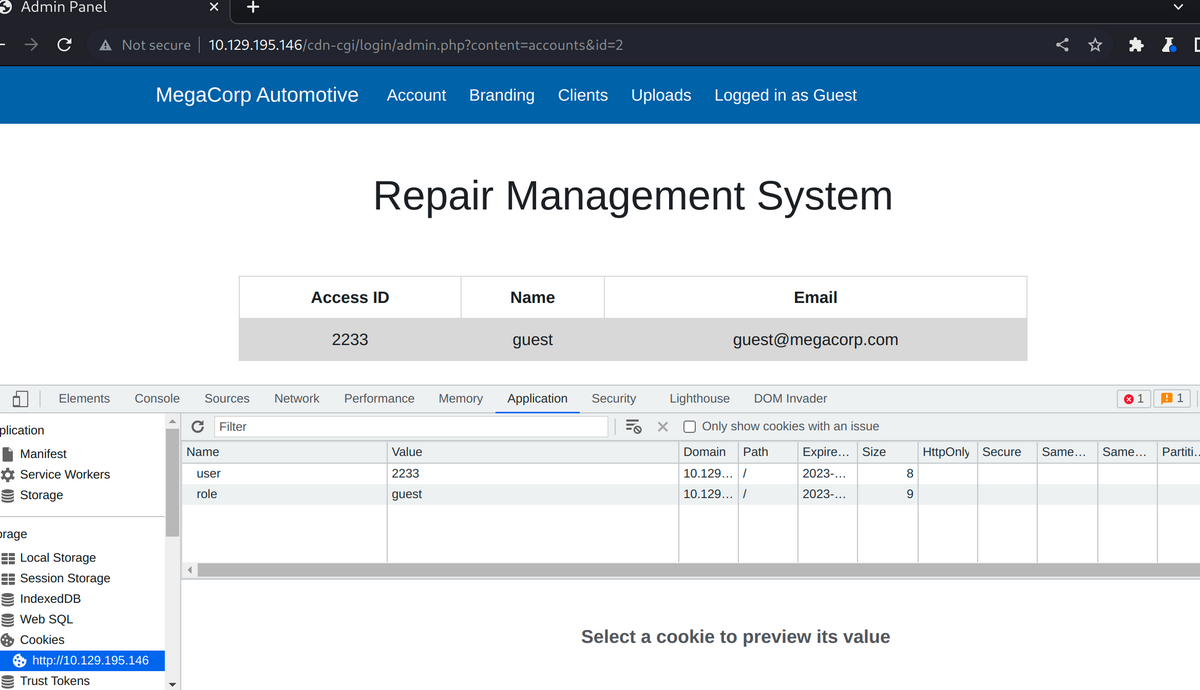 Admin Panel
Not secure 10.129.195.146/cdn-cgi/login/admin.php?content=accounts&id=2
MegaCorp Automotive Account Branding Clients Uploads Logged in as Guest
Repair Management System
Access ID Name Email
2233 guest guest@megacorp.com
Elements Console Sources Network Performance Memory Application Security Lighthouse DOM Invader 1 1
plication
Filter Only show cookies with an issue
Manifest
Service Workers
Storage
Name Value Domain Path Expire... Size HttpOnly Secure Same... Same... Partiti..
user 2233 10.129... / 2023-... 8
role guest 10.129... / 2023-... 9
orage
Local Storage
Session Storage
IndexedDB
Web SQL
Cookies
http://10.129.195.146
Trust Tokens
Select a cookie to preview its value